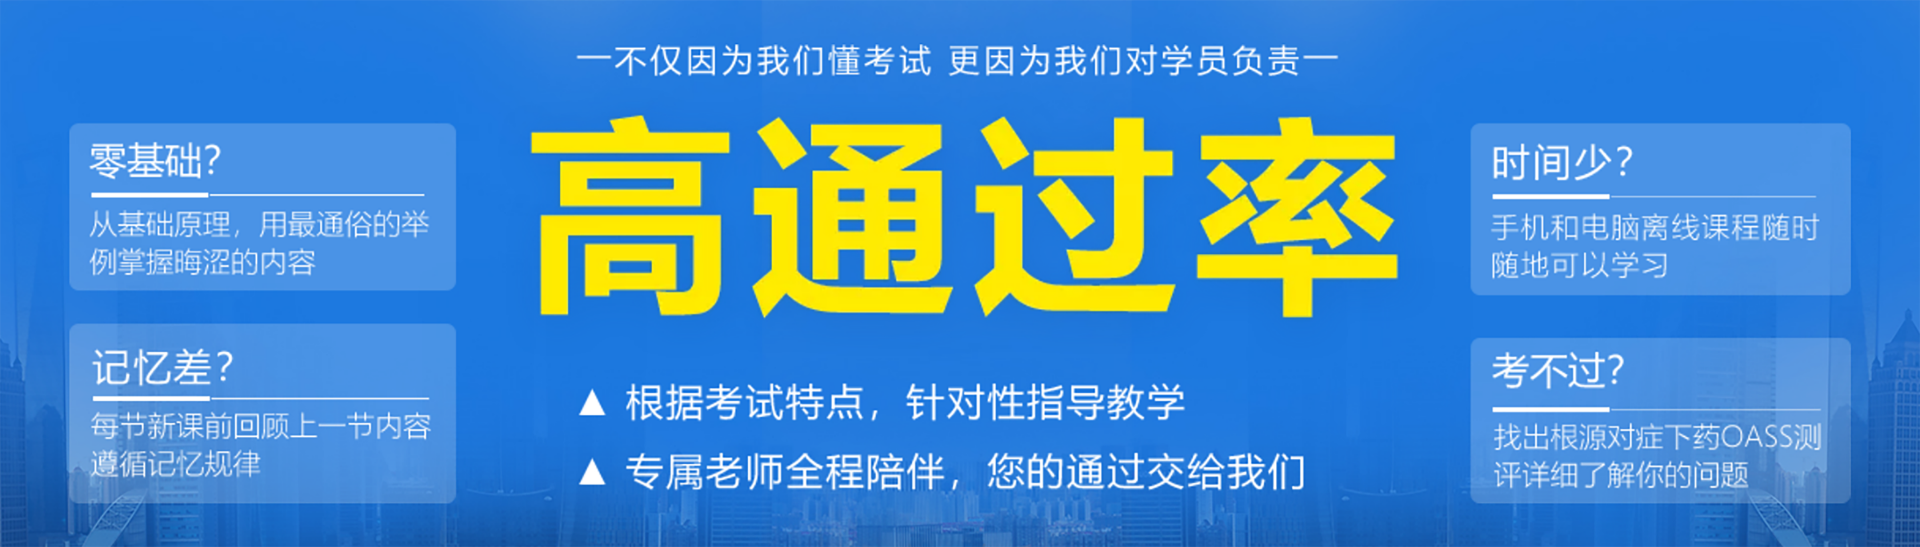 —不仅因为我们懂考试 更因为我们对学员负责—
高通过率
零基础?
从基础原理，用最通俗的举
例掌握晦涩的内容
记忆差?
每节新课前回顾上一节内容
遵循记忆规律
▲ 根据考试特点，针对性指导教学
▲ 专属老师全程陪伴，您的通过交给我们
时间少?
手机和电脑离线课程随时
随地可以学习
考不过?
找出根源对症下药OASS测
评详细了解你的问题